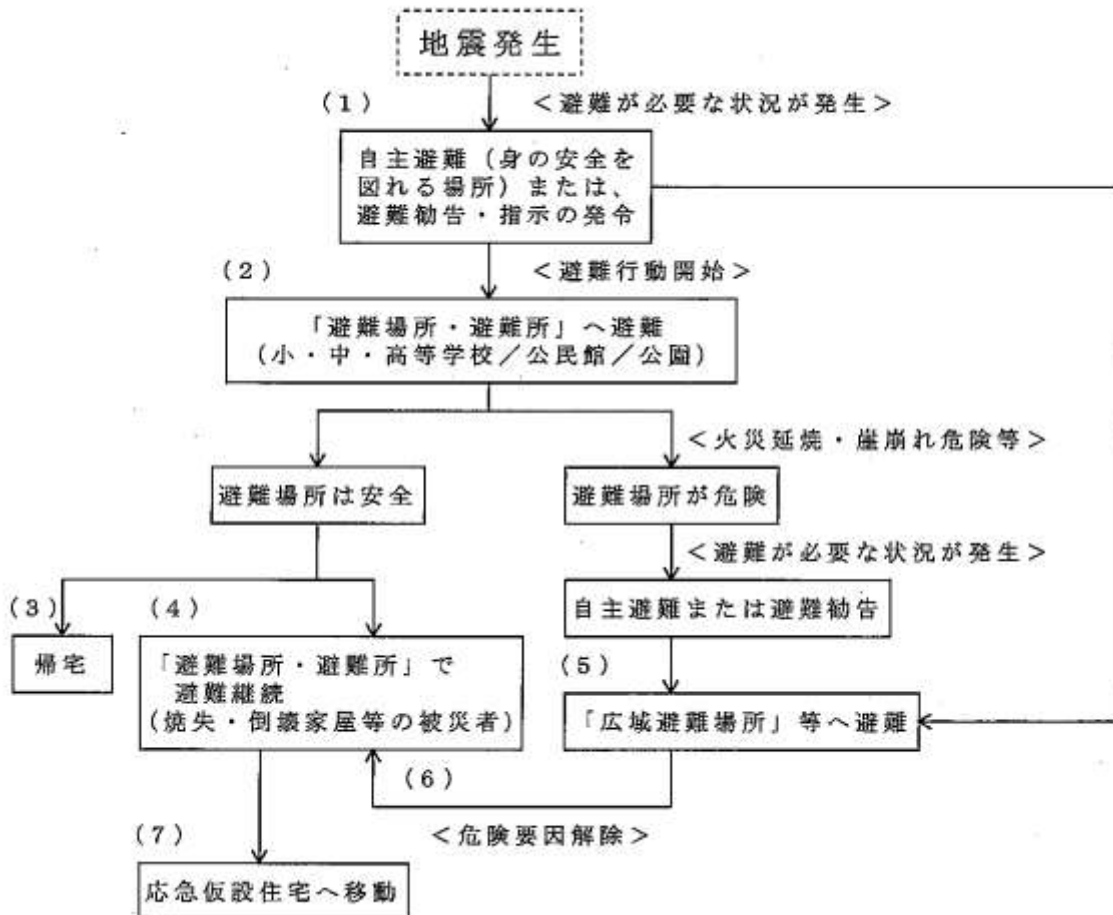 地震発生
(1)
<避難が必要な状況が発生>
自主避難(身の安全を
図れる場所)または、
避難勧告・指示の発令
(2)
<避難行動開始>
「避難場所・避難所」へ避難
(小・中・高等学校/公民館/公園)
<火災延焼・崖崩れ危険等>
避難場所は安全
避難場所が危険
<避難が必要な状況が発生>
自主避難または避難勧告
(3)
帰宅
(4)
「避難場所・避難所」で
避難継続
(焼失・倒壊家屋等の被災者)
(5)
「広域避難場所」等へ避難
(6)
<危険要因解除>
(7)
応急仮設住宅へ移動